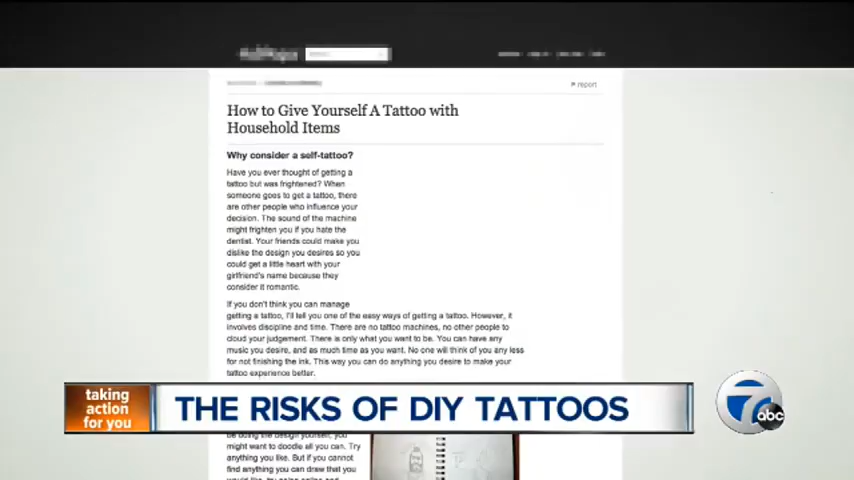 report
How to Give Yourself A Tattoo with
Household Items
Why consider a self-tattoo?
Have you ever thought of getting a
tattoo but was frightened? When
someone goes to get a tattoo, there
are other people who influence your
decision. The sound of the machine
might frighten you if you hate the
dentist. Your friends could make you
dislike the design you desires so you
could get a little heart with your
girlfriend's name because they
consider it romantic.
If you don't think you can manage
getting a tattoo, I'll tell you one of the easy ways of getting a tattoo. However, it
involves discipline and time. There are no tattoo machines, no other people to
cloud your judgement. There is only what you want to be. You can have any
music you desire, and as much time as you want. No one will think of you any less
for not finishing the ink. This way you can do anything you desire to make your
tattoo experience better.
taking
action
for you
THE RISKS OF DIY TATTOOS
7
abc
be doing the design yourself, you
might want to doodle all you can. Try
anything you like. But if you cannot
find anything you can draw that you